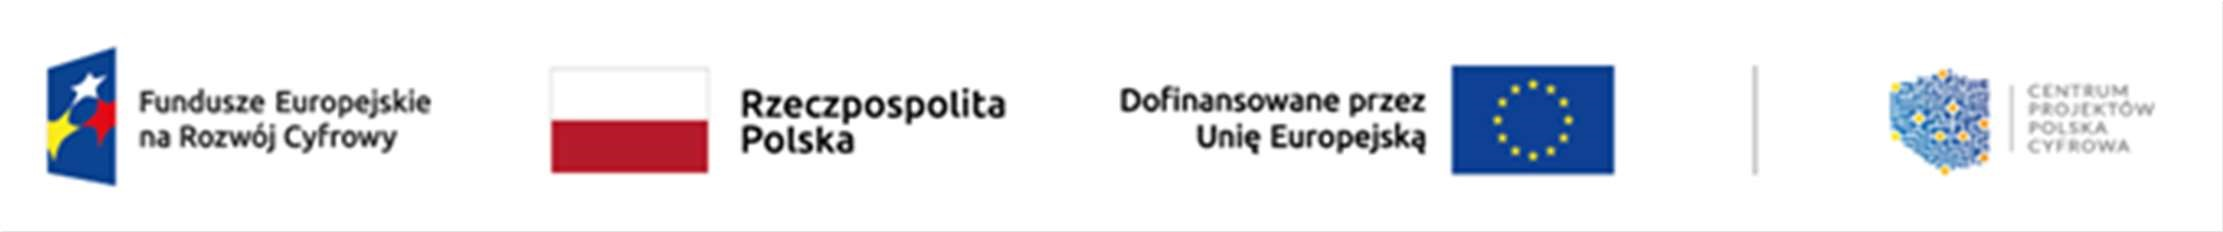 Fundusze Europejskie
na Rozwój Cyfrowy
Rzeczpospolita
Polska
Dofinansowane przez
Unię Europejską
CENTRUM
PROJEKTÓW
POLSKA
CYFROWA